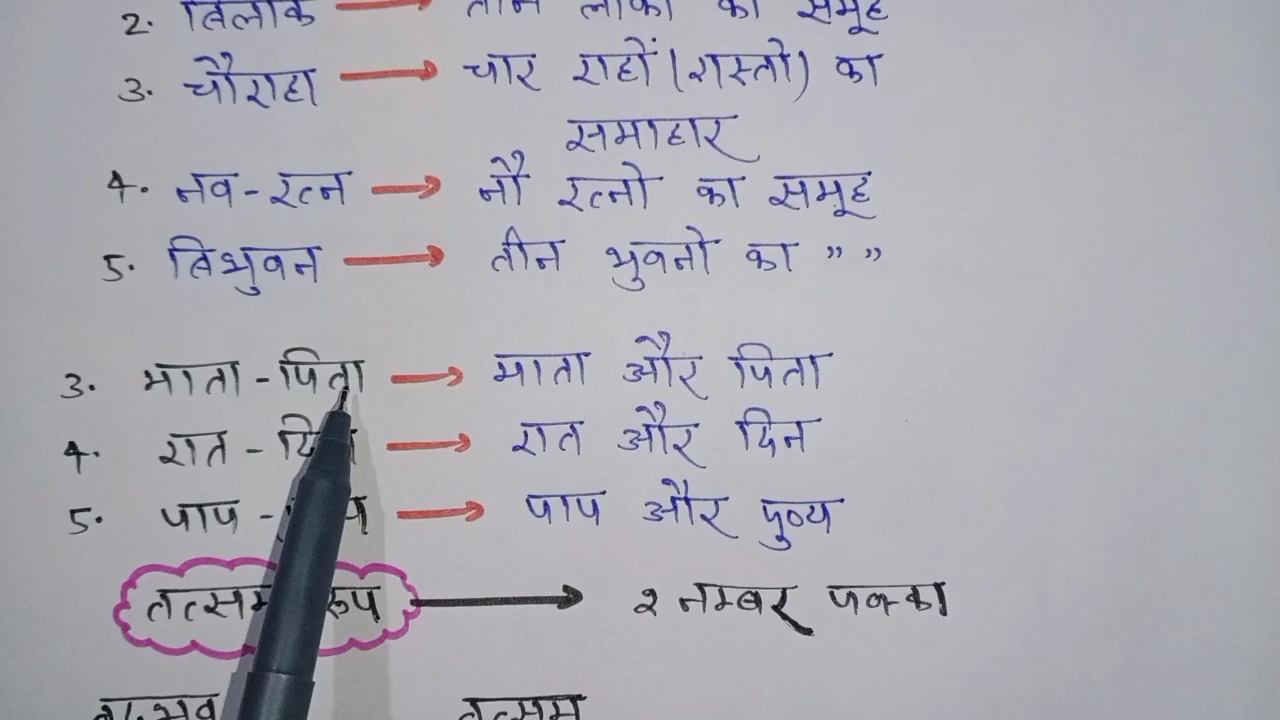 2. त्रिलोक → तीन लोकों का समूह
3. चौराहा → चार राहों (रास्तो) का
समाहार
4. नव-रत्न → नौ रत्नो का समूह
5. त्रिभुवन → तीन भुवनो का ” ”
3. माता-पिता → माता और पिता
4. रात- → रात और दिन
5. पाप- → पाप और पुण्य
तत्सम रूप → २ नम्बर पक्का
तत्सम